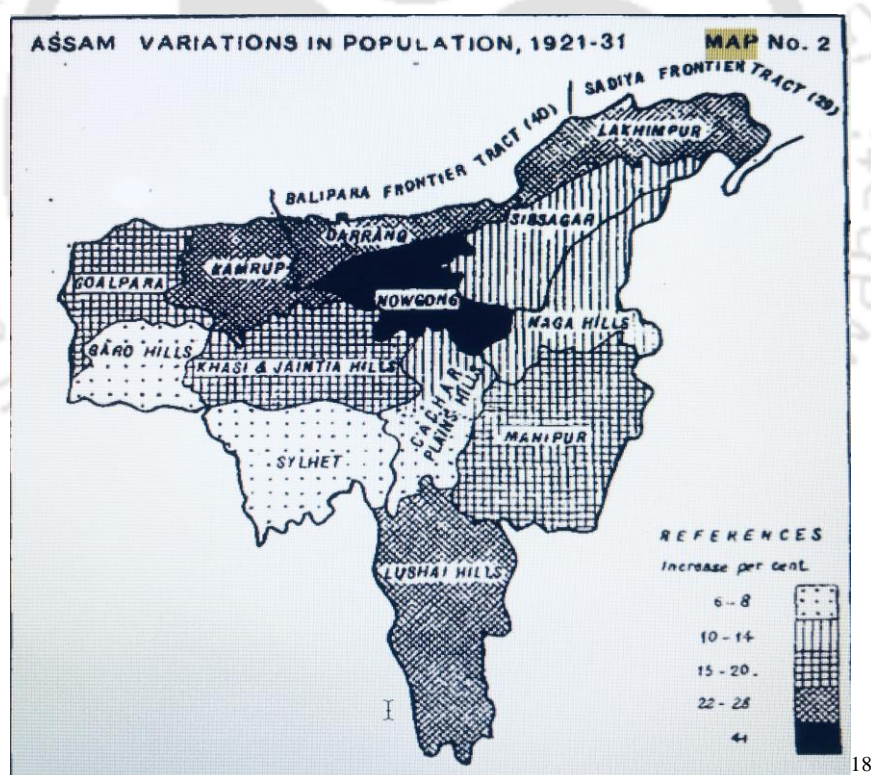 ASSAM VARIATIONS IN POPULATION, 1921-31 MAP No. 2
SADIYA FRONTIER TRACT (29)
BALIPARA FRONTIER TRACT (40)
LAKHIMPUR
SIBSAGAR
DARRANG
KAMRUP
GOALPARA
NOWGONG
NAGA HILLS
GARO HILLS
KHASI & JAINTIA HILLS
CACHAR
PLAINS HILLS
MANIPUR
SYLHET
LUSHAI HILLS
REFERENCES
Increase per cent
6-8
10-14
15-20.
22-28
41
18